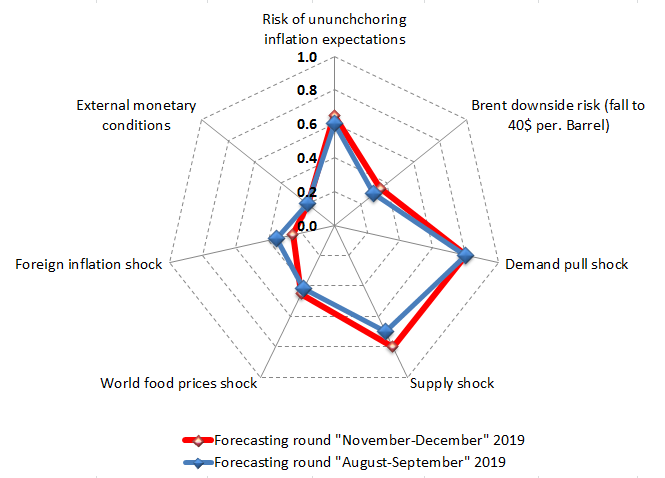 Risk of ununchchoring
inflation expectations
1.0
External monetary
conditions
0.8
Brent downside risk (fall to
40$ per. Barrel)
0.6
0.4
0.2
0.0
Foreign inflation shock
Demand pull shock
World food prices shock
Supply shock
Forecasting round "November-December" 2019
Forecasting round "August-September" 2019